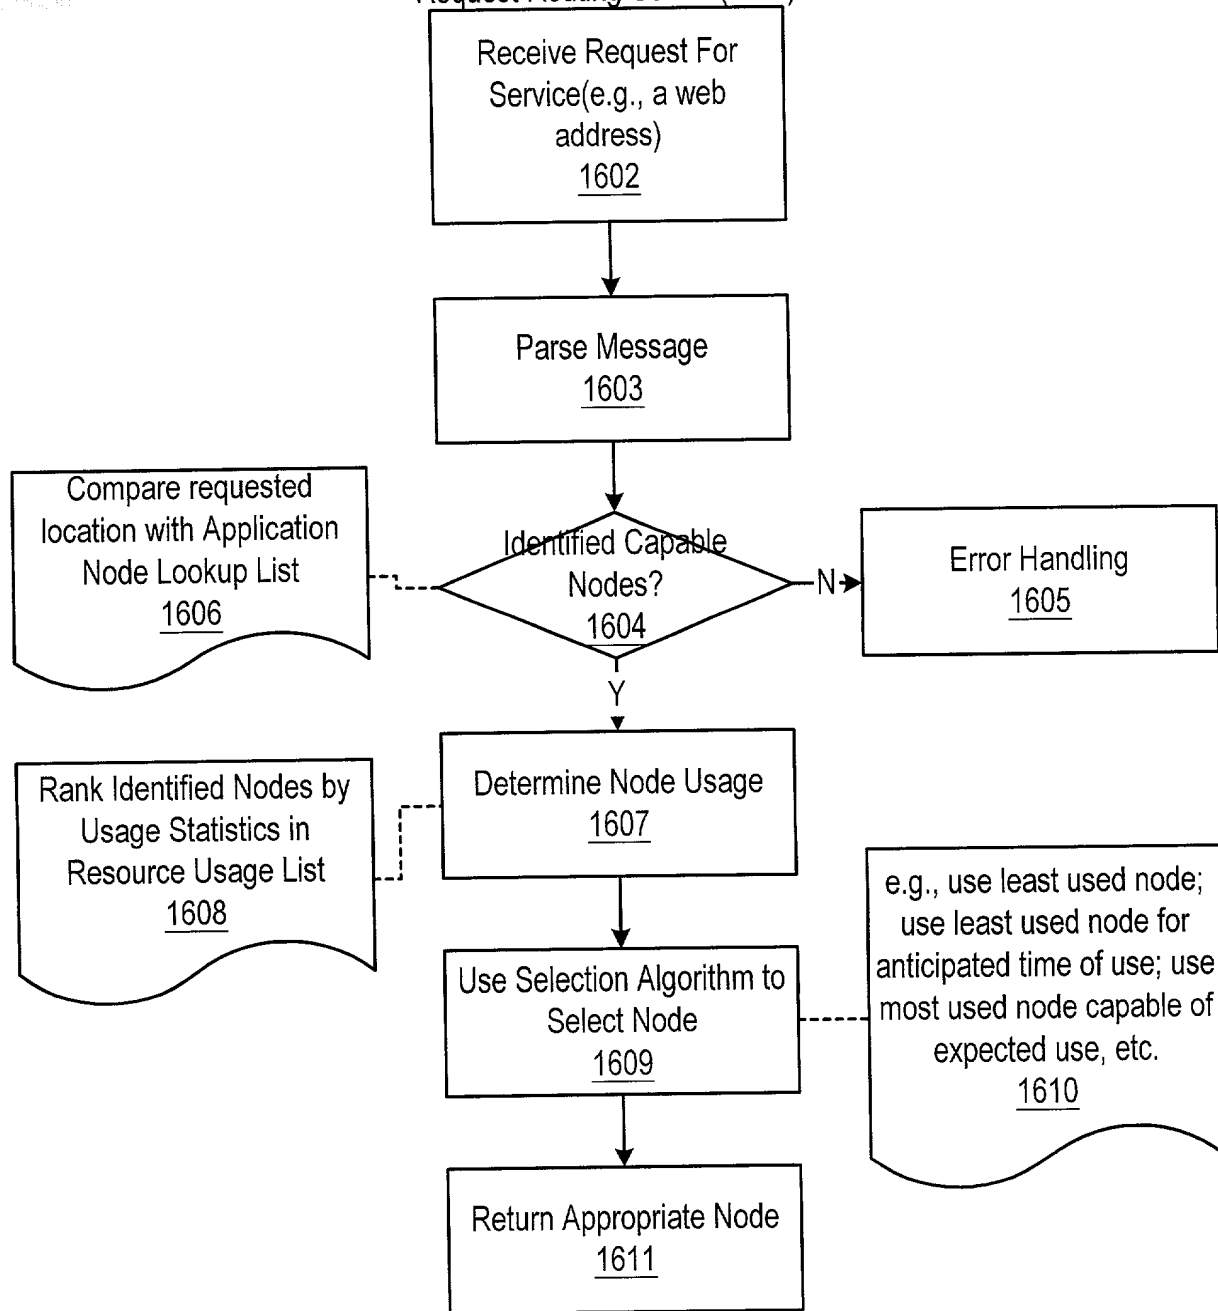 Receive Request For
Service(e.g., a web
address)
1602
Parse Message
1603
Compare requested
location with Application
Node Lookup List
1606
Identified Capable
Nodes?
1604
N
Error Handling
1605
Y
Rank Identified Nodes by
Usage Statistics in
Resource Usage List
1608
Determine Node Usage
1607
e.g., use least used node;
use least used node for
anticipated time of use; use
most used node capable of
expected use, etc.
1610
Use Selection Algorithm to
Select Node
1609
Return Appropriate Node
1611